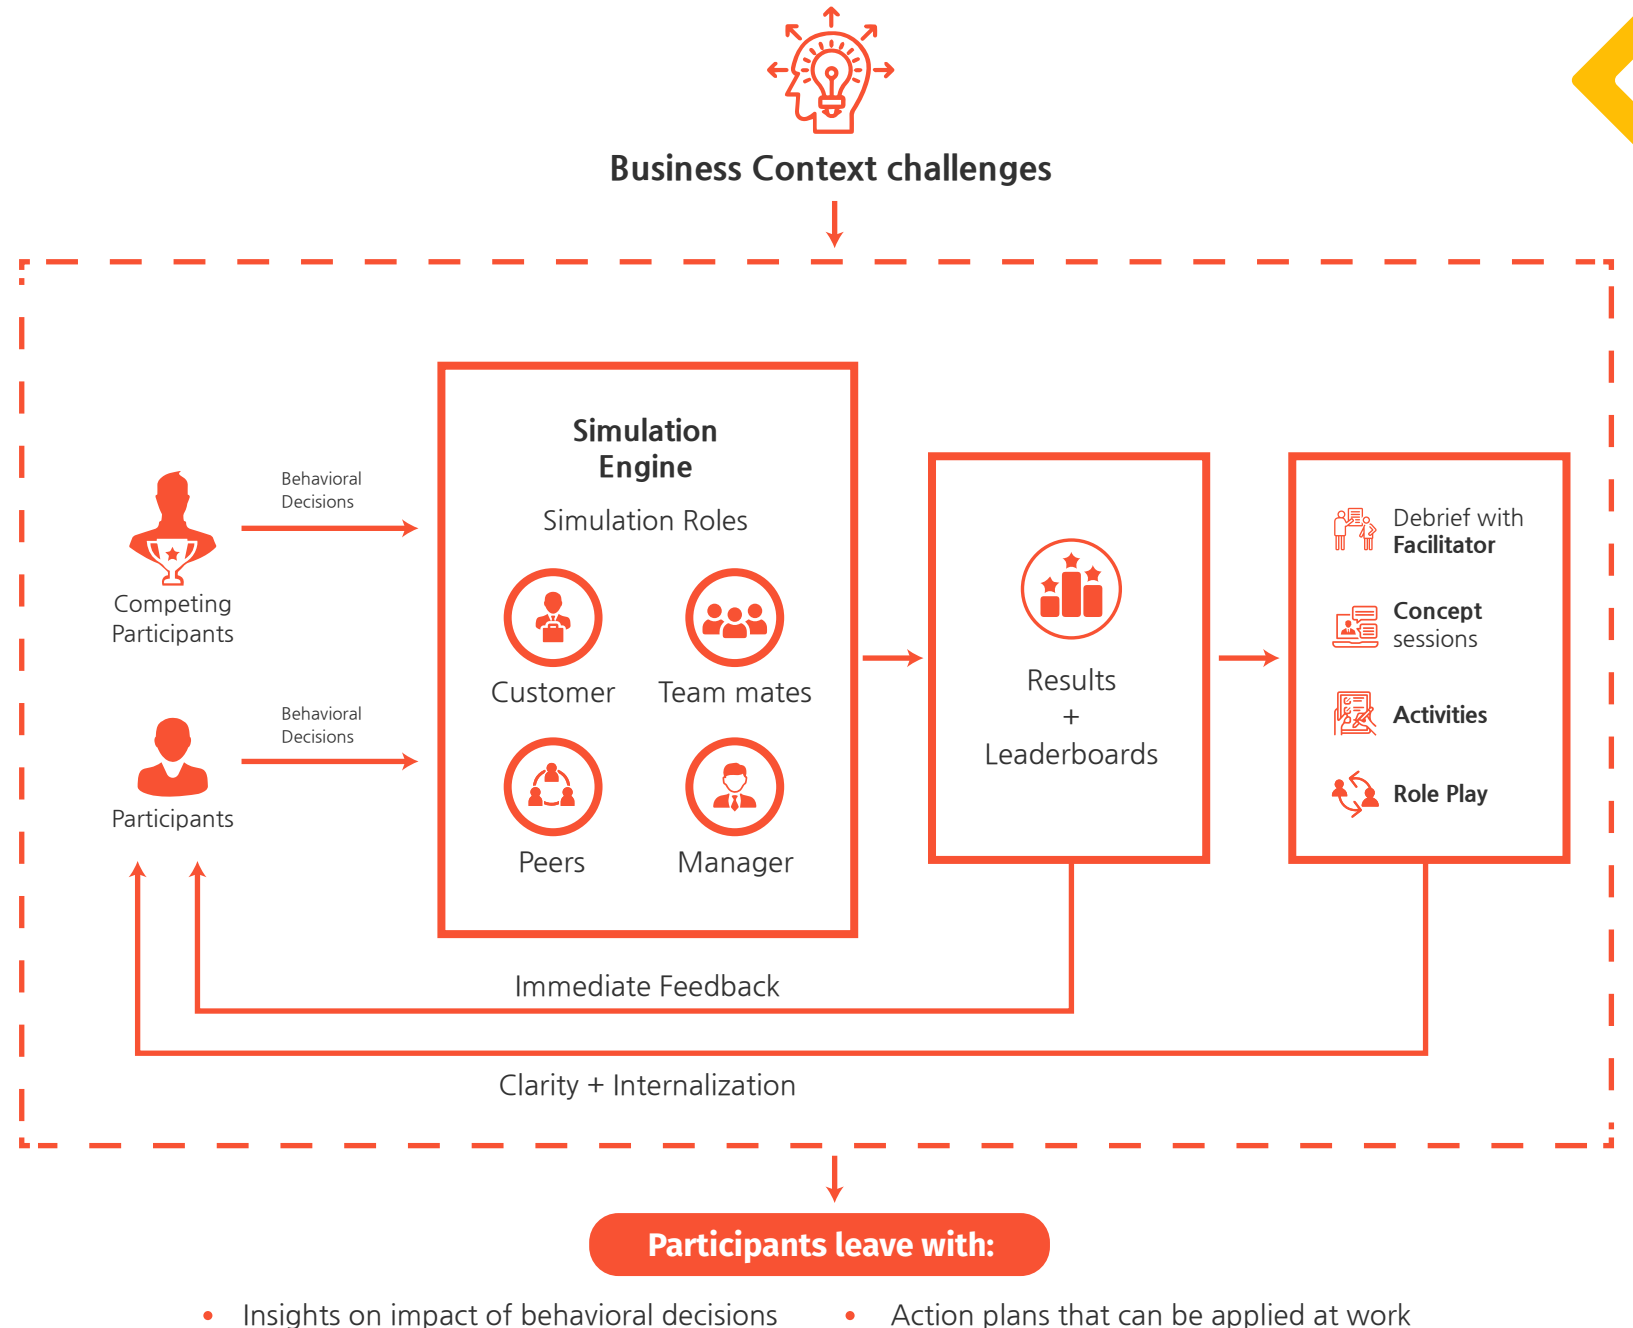 Business Context challenges
Simulation
Engine
Simulation Roles
Customer
Team mates
Peers
Manager
Behavioral
Decisions
Competing
Participants
Behavioral
Decisions
Participants
Results
+
Leaderboards
Debrief with
Facilitator
Concept
sessions
Activities
Role Play
Immediate Feedback
Clarity + Internalization
Participants leave with:
• Insights on impact of behavioral decisions
• Action plans that can be applied at work